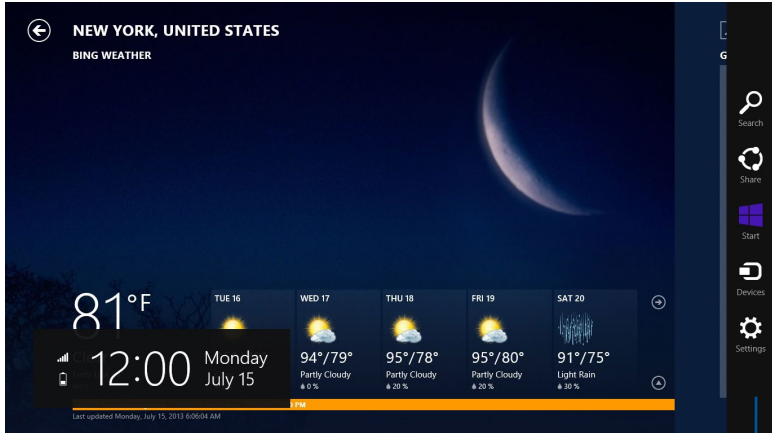 NEW YORK, UNITED STATES
BING WEATHER
G
Search
Share
Start
Devices
Settings
81°F
TUE 16
WED 17
94°/79°
Partly Cloudy
0 %
THU 18
95°/78°
Partly Cloudy
20 %
FRI 19
95°/80°
Partly Cloudy
20 %
SAT 20
91°/75°
Light Rain
30 %
12:00
Monday
July 15
PM
Last updated Monday, July 15, 2013 6:06:04 AM